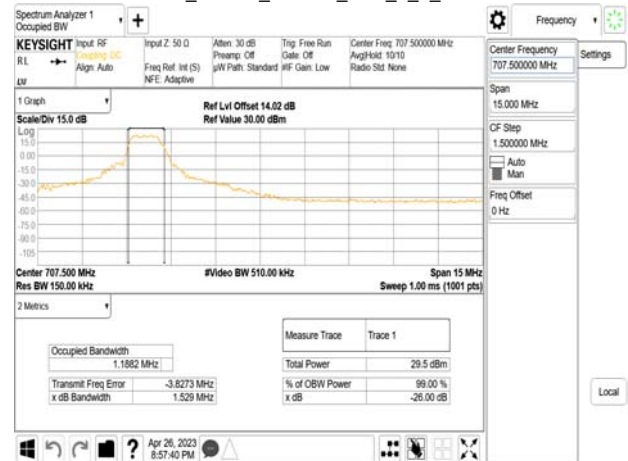 Spectrum Analyzer 1
Occupied BW
+
Frequency
KEYSIGHT
RL
LU
Input: RF
Coupling: DC
Align: Auto
Input Z: 50 Ω
Freq Ref: Int (S)
NFE: Adaptive
Atten: 30 dB
Preamp: Off
µW Path: Standard
Trig: Free Run
Gate: Off
#IF Gain: Low
Center Freq: 707.500000 MHz
Avg|Hold: 10/10
Radio Std: None
Center Frequency
707.500000 MHz
Settings
Span
15.000 MHz
CF Step
1.500000 MHz
Auto
Man
Freq Offset
0 Hz
1 Graph
Scale/Div 15.0 dB
Ref Lvl Offset 14.02 dB
Ref Value 30.00 dBm
Log
15.0
0.00
-15.0
-30.0
-45.0
-60.0
-75.0
-90.0
-105
Center 707.500 MHz
Res BW 150.00 kHz
#Video BW 510.00 kHz
Span 15 MHz
Sweep 1.00 ms (1001 pts)
2 Metrics
Measure Trace
Trace 1
Occupied Bandwidth
1.1882 MHz
Total Power
29.5 dBm
Transmit Freq Error
-3.8273 MHz
% of OBW Power
99.00 %
x dB Bandwidth
1.529 MHz
x dB
-26.00 dB
Local
?
Apr 26, 2023
8:57:40 PM